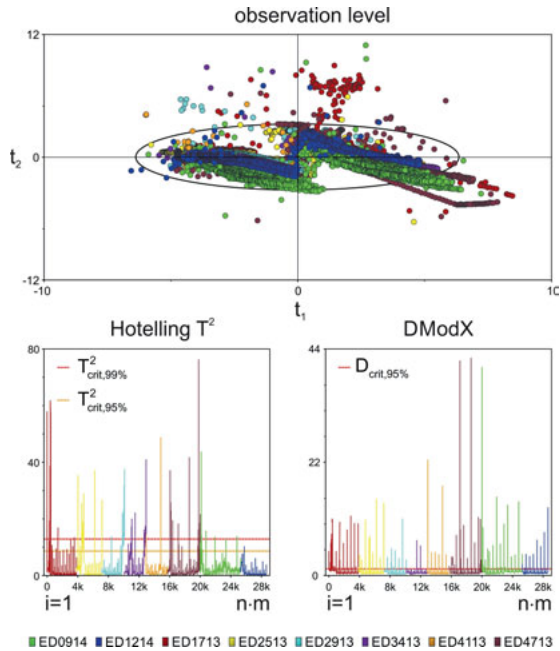 observation level
12
t₂
0
-12
-10
0
10
t₁
Hotelling T²
DModX
80
T²crit,99%
T²crit,95%
40
0
0 4k 8k 12k 16k 20k 24k 28k
i=1 n·m
44
Dcrit,95%
22
0
0 4k 8k 12k 16k 20k 24k 28k
i=1 n·m
ED0914 ED1214 ED1713 ED2513 ED2913 ED3413 ED4113 ED4713